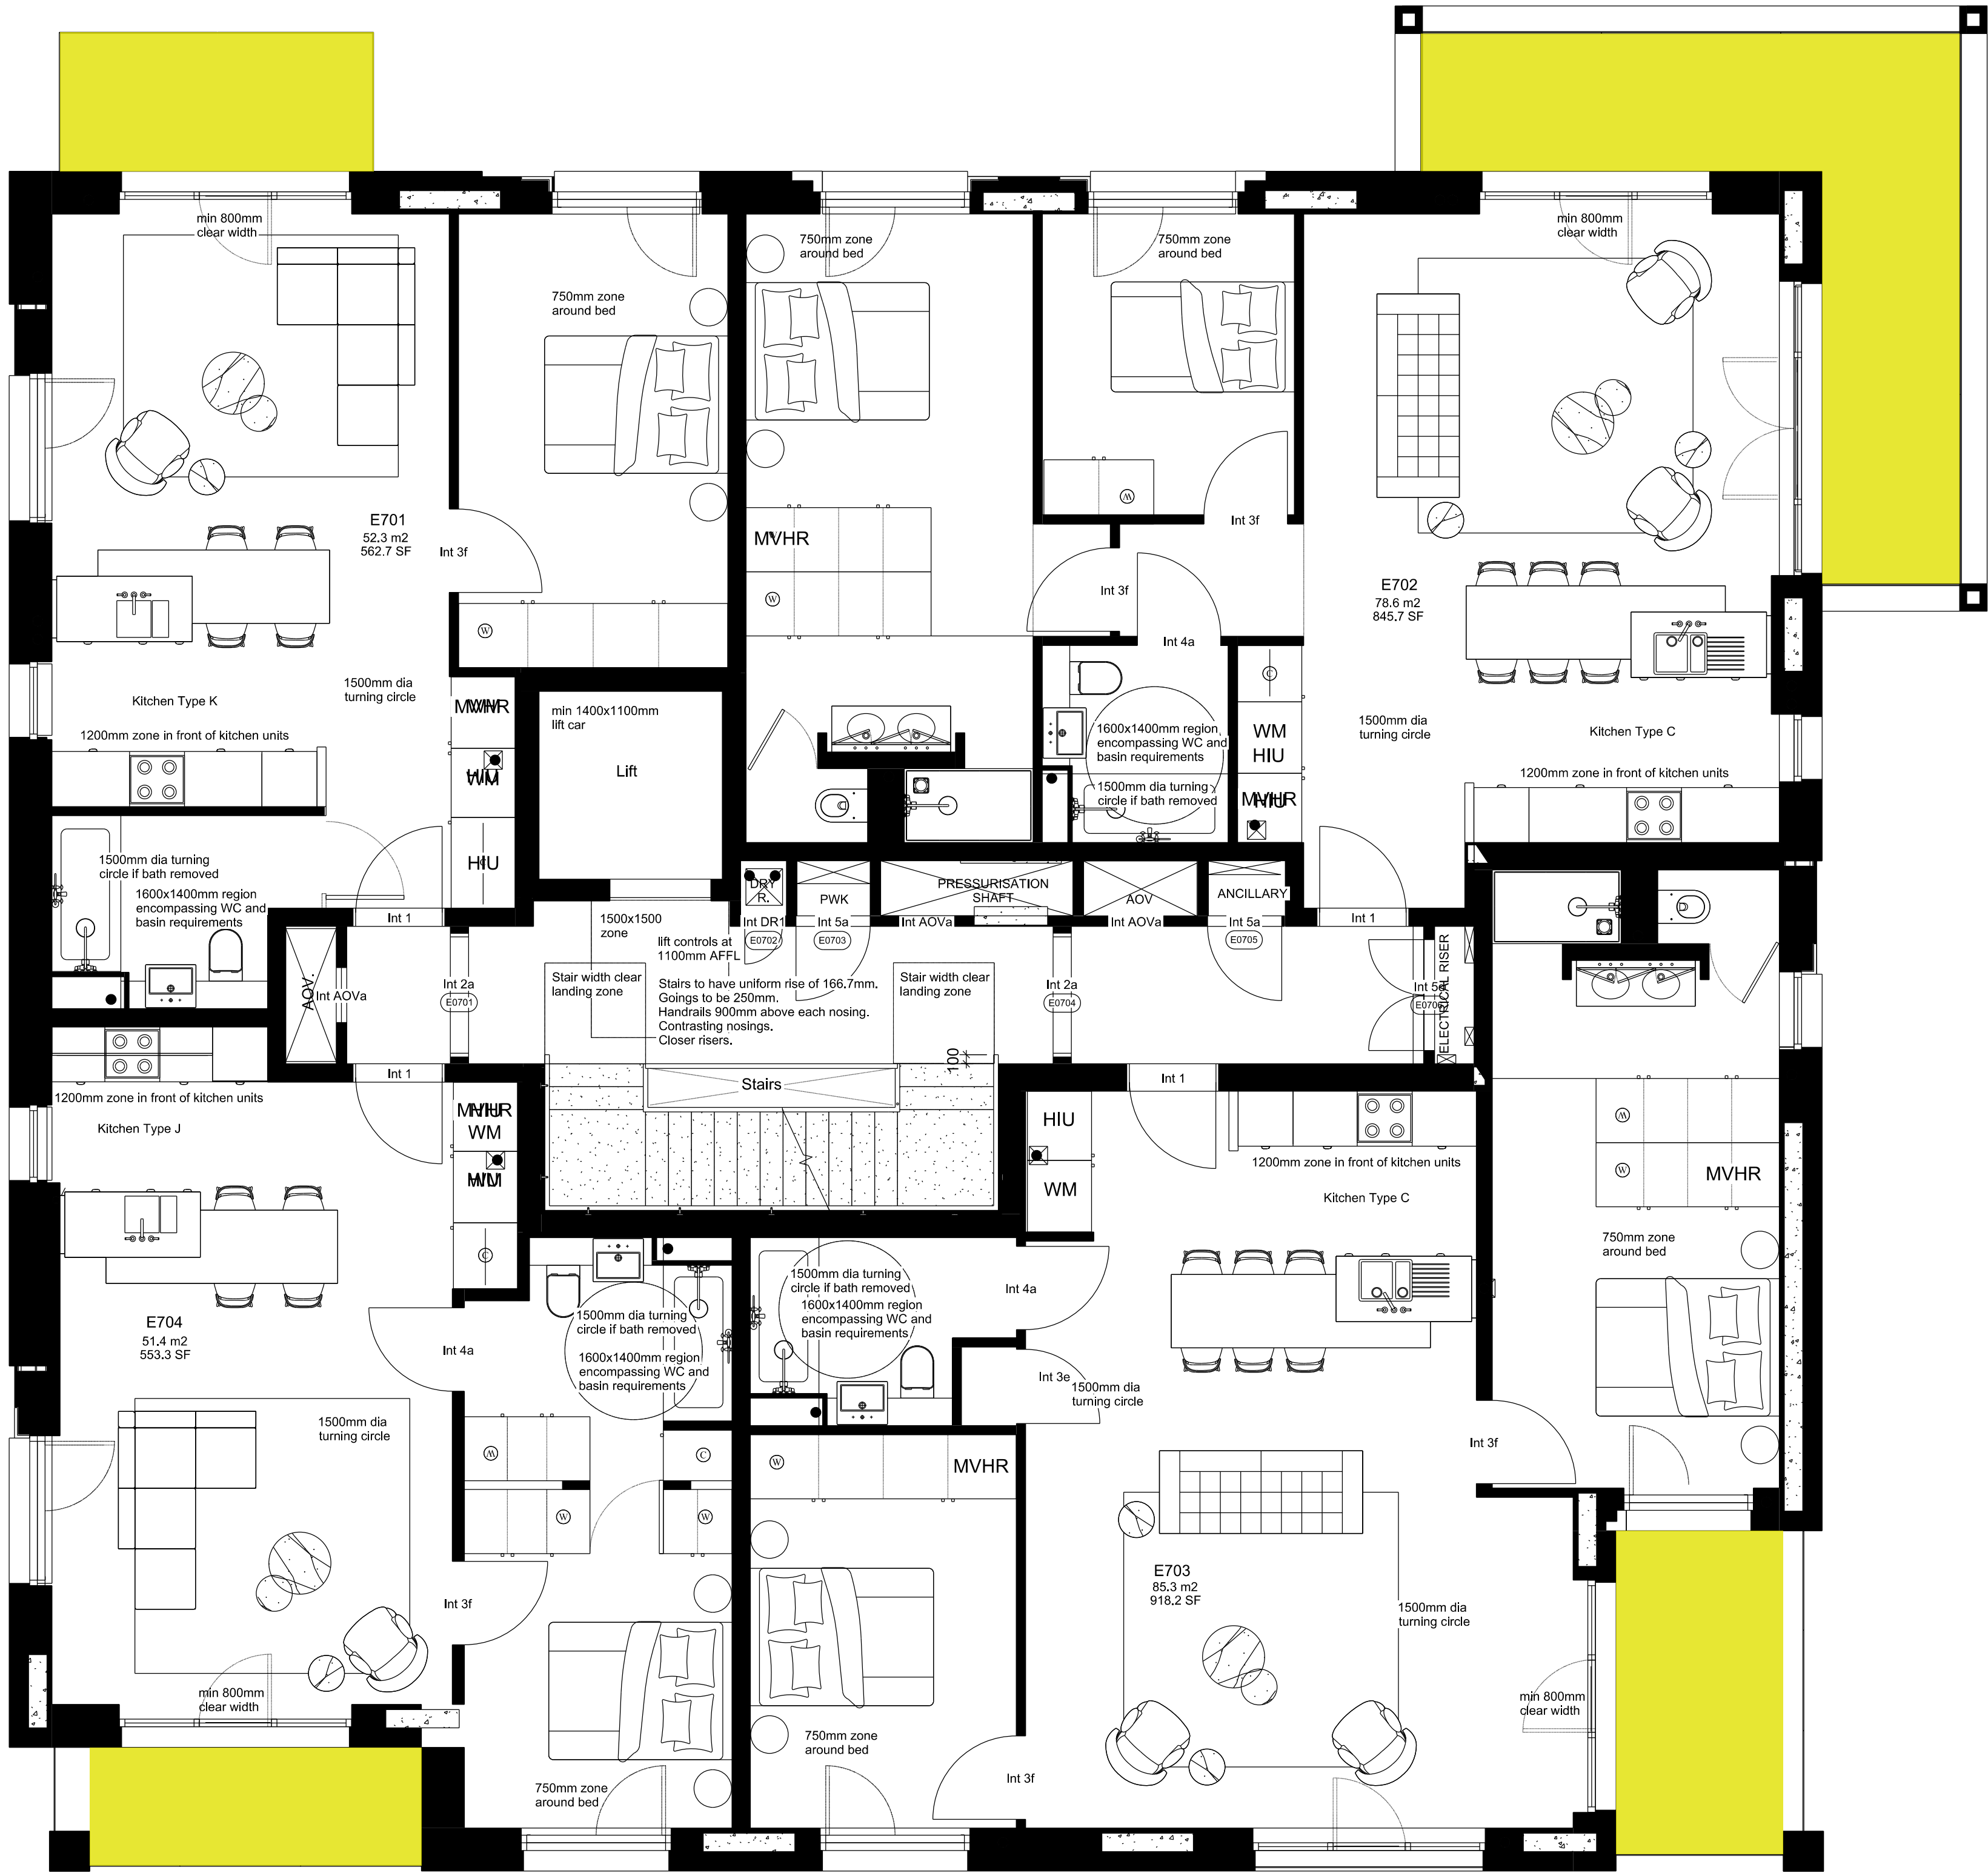 min 800mm
clear width
750mm zone
around bed
E701
52.3 m2
562.7 SF
Int 3f
Kitchen Type K
1500mm dia
turning circle
1200mm zone in front of kitchen units
W
MVHR
HIU
1500mm dia turning
circle if bath removed
1600x1400mm region
encompassing WC and
basin requirements
Int 1
min 1400x1100mm
lift car
Lift
750mm zone
around bed
MVHR
W
750mm zone
around bed
W
Int 3f
Int 3f
Int 4a
1600x1400mm region
encompassing WC and
basin requirements
1500mm dia turning
circle if bath removed
C
WM
HIU
MVHR
min 800mm
clear width
E702
78.6 m2
845.7 SF
1500mm dia
turning circle
Kitchen Type C
1200mm zone in front of kitchen units
Int 1
DRY
R.
Int DR1
E0702
PWK
Int 5a
E0703
PRESSURISATION
SHAFT
Int AOVa
AOV
Int AOVa
ANCILLARY
Int 5a
E0705
AOV.
Int AOVa
Int 2a
E0701
1500x1500
zone
lift controls at
1100mm AFFL
Stair width clear
landing zone
Stairs to have uniform rise of 166.7mm.
Goings to be 250mm.
Handrails 900mm above each nosing.
Contrasting nosings.
Closer risers.
Stair width clear
landing zone
100
Int 2a
E0704
Int 5a
E0706
ELECTRICAL RISER
Stairs
Int 1
1200mm zone in front of kitchen units
Kitchen Type J
MVHR
WM
C
E704
51.4 m2
553.3 SF
Int 4a
1500mm dia turning
circle if bath removed
1600x1400mm region
encompassing WC and
basin requirements
1500mm dia
turning circle
W
C
W
W
Int 3f
min 800mm
clear width
750mm zone
around bed
1500mm dia turning
circle if bath removed
1600x1400mm region
encompassing WC and
basin requirements
Int 4a
Int 3e
1500mm dia
turning circle
W
MVHR
750mm zone
around bed
Int 3f
HIU
WM
Int 1
1200mm zone in front of kitchen units
Kitchen Type C
E703
85.3 m2
918.2 SF
1500mm dia
turning circle
min 800mm
clear width
Int 3f
W
W
MVHR
750mm zone
around bed